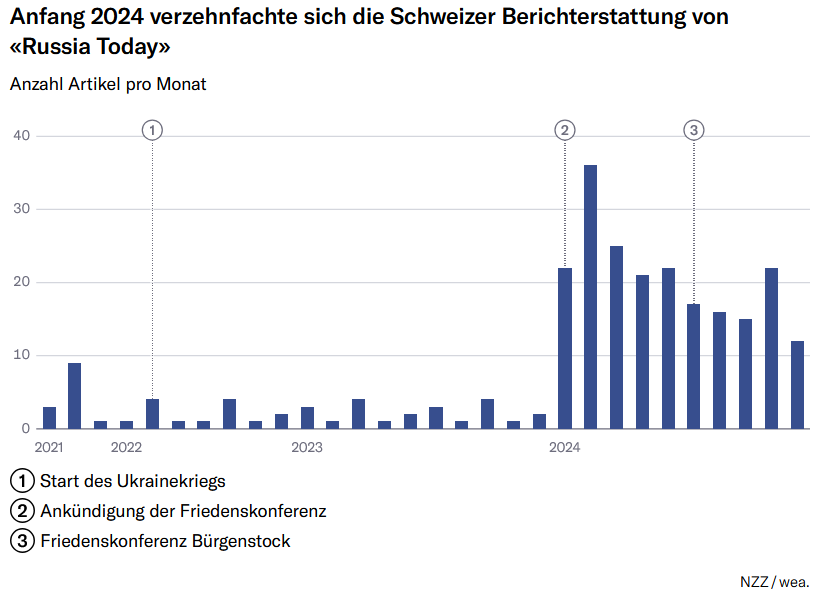 Anfang 2024 verzehnfachte sich die Schweizer Berichterstattung von
«Russia Today»
Anzahl Artikel pro Monat
1 2 3
40
30
20
10
0
2021 2022 2023 2024
1 Start des Ukrainekriegs
2 Ankündigung der Friedenskonferenz
3 Friedenskonferenz Bürgenstock
NZZ / wea.